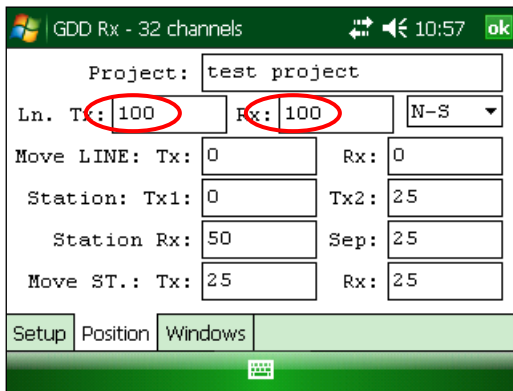 GDD Rx - 32 channels 10:57 ok
Project: test project
Ln. Tx: 100 Rx: 100 N-S
Move LINE: Tx: 0 Rx: 0
Station: Tx1: 0 Tx2: 25
Station Rx: 50 Sep: 25
Move ST.: Tx: 25 Rx: 25
Setup Position Windows